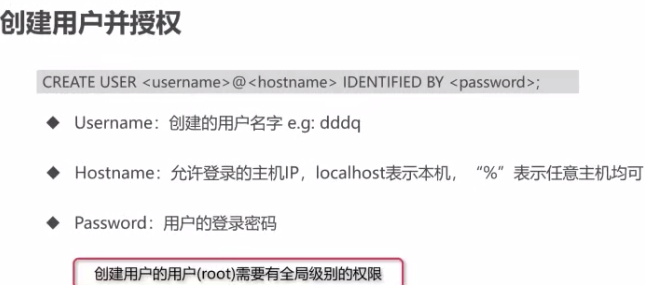 创建用户并授权
CREATE USER <username>@<hostname> IDENTIFIED BY <password>;
◆ Username：创建的用户名字 e.g: dddq
◆ Hostname：允许登录的主机IP，localhost表示本机，“%”表示任意主机均可
◆ Password：用户的登录密码
创建用户的用户(root)需要有全局级别的权限